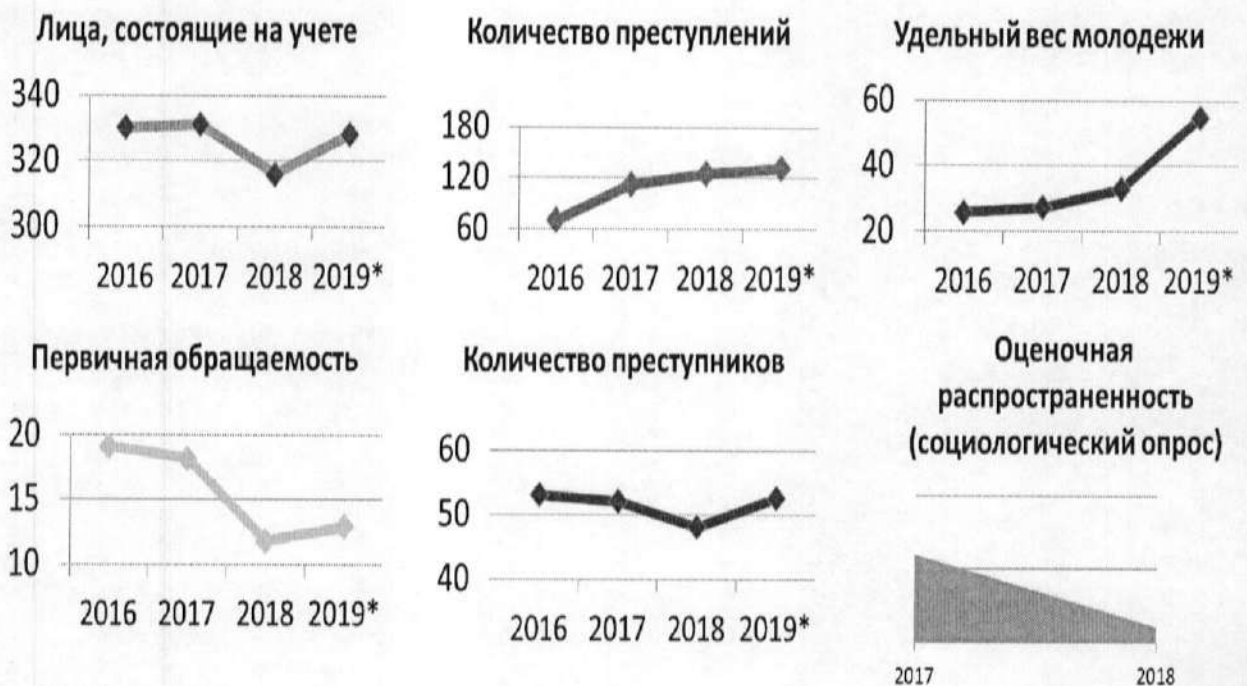 Лица, состоящие на учете
340
320
300
2016 2017 2018 2019*
Количество преступлений
180
120
60
2016 2017 2018 2019*
Удельный вес молодежи
60
40
20
2016 2017 2018 2019*
Первичная обращаемость
20
15
10
2016 2017 2018 2019*
Количество преступников
60
50
40
2016 2017 2018 2019*
Оценочная
распространенность
(социологический опрос)
2017 2018